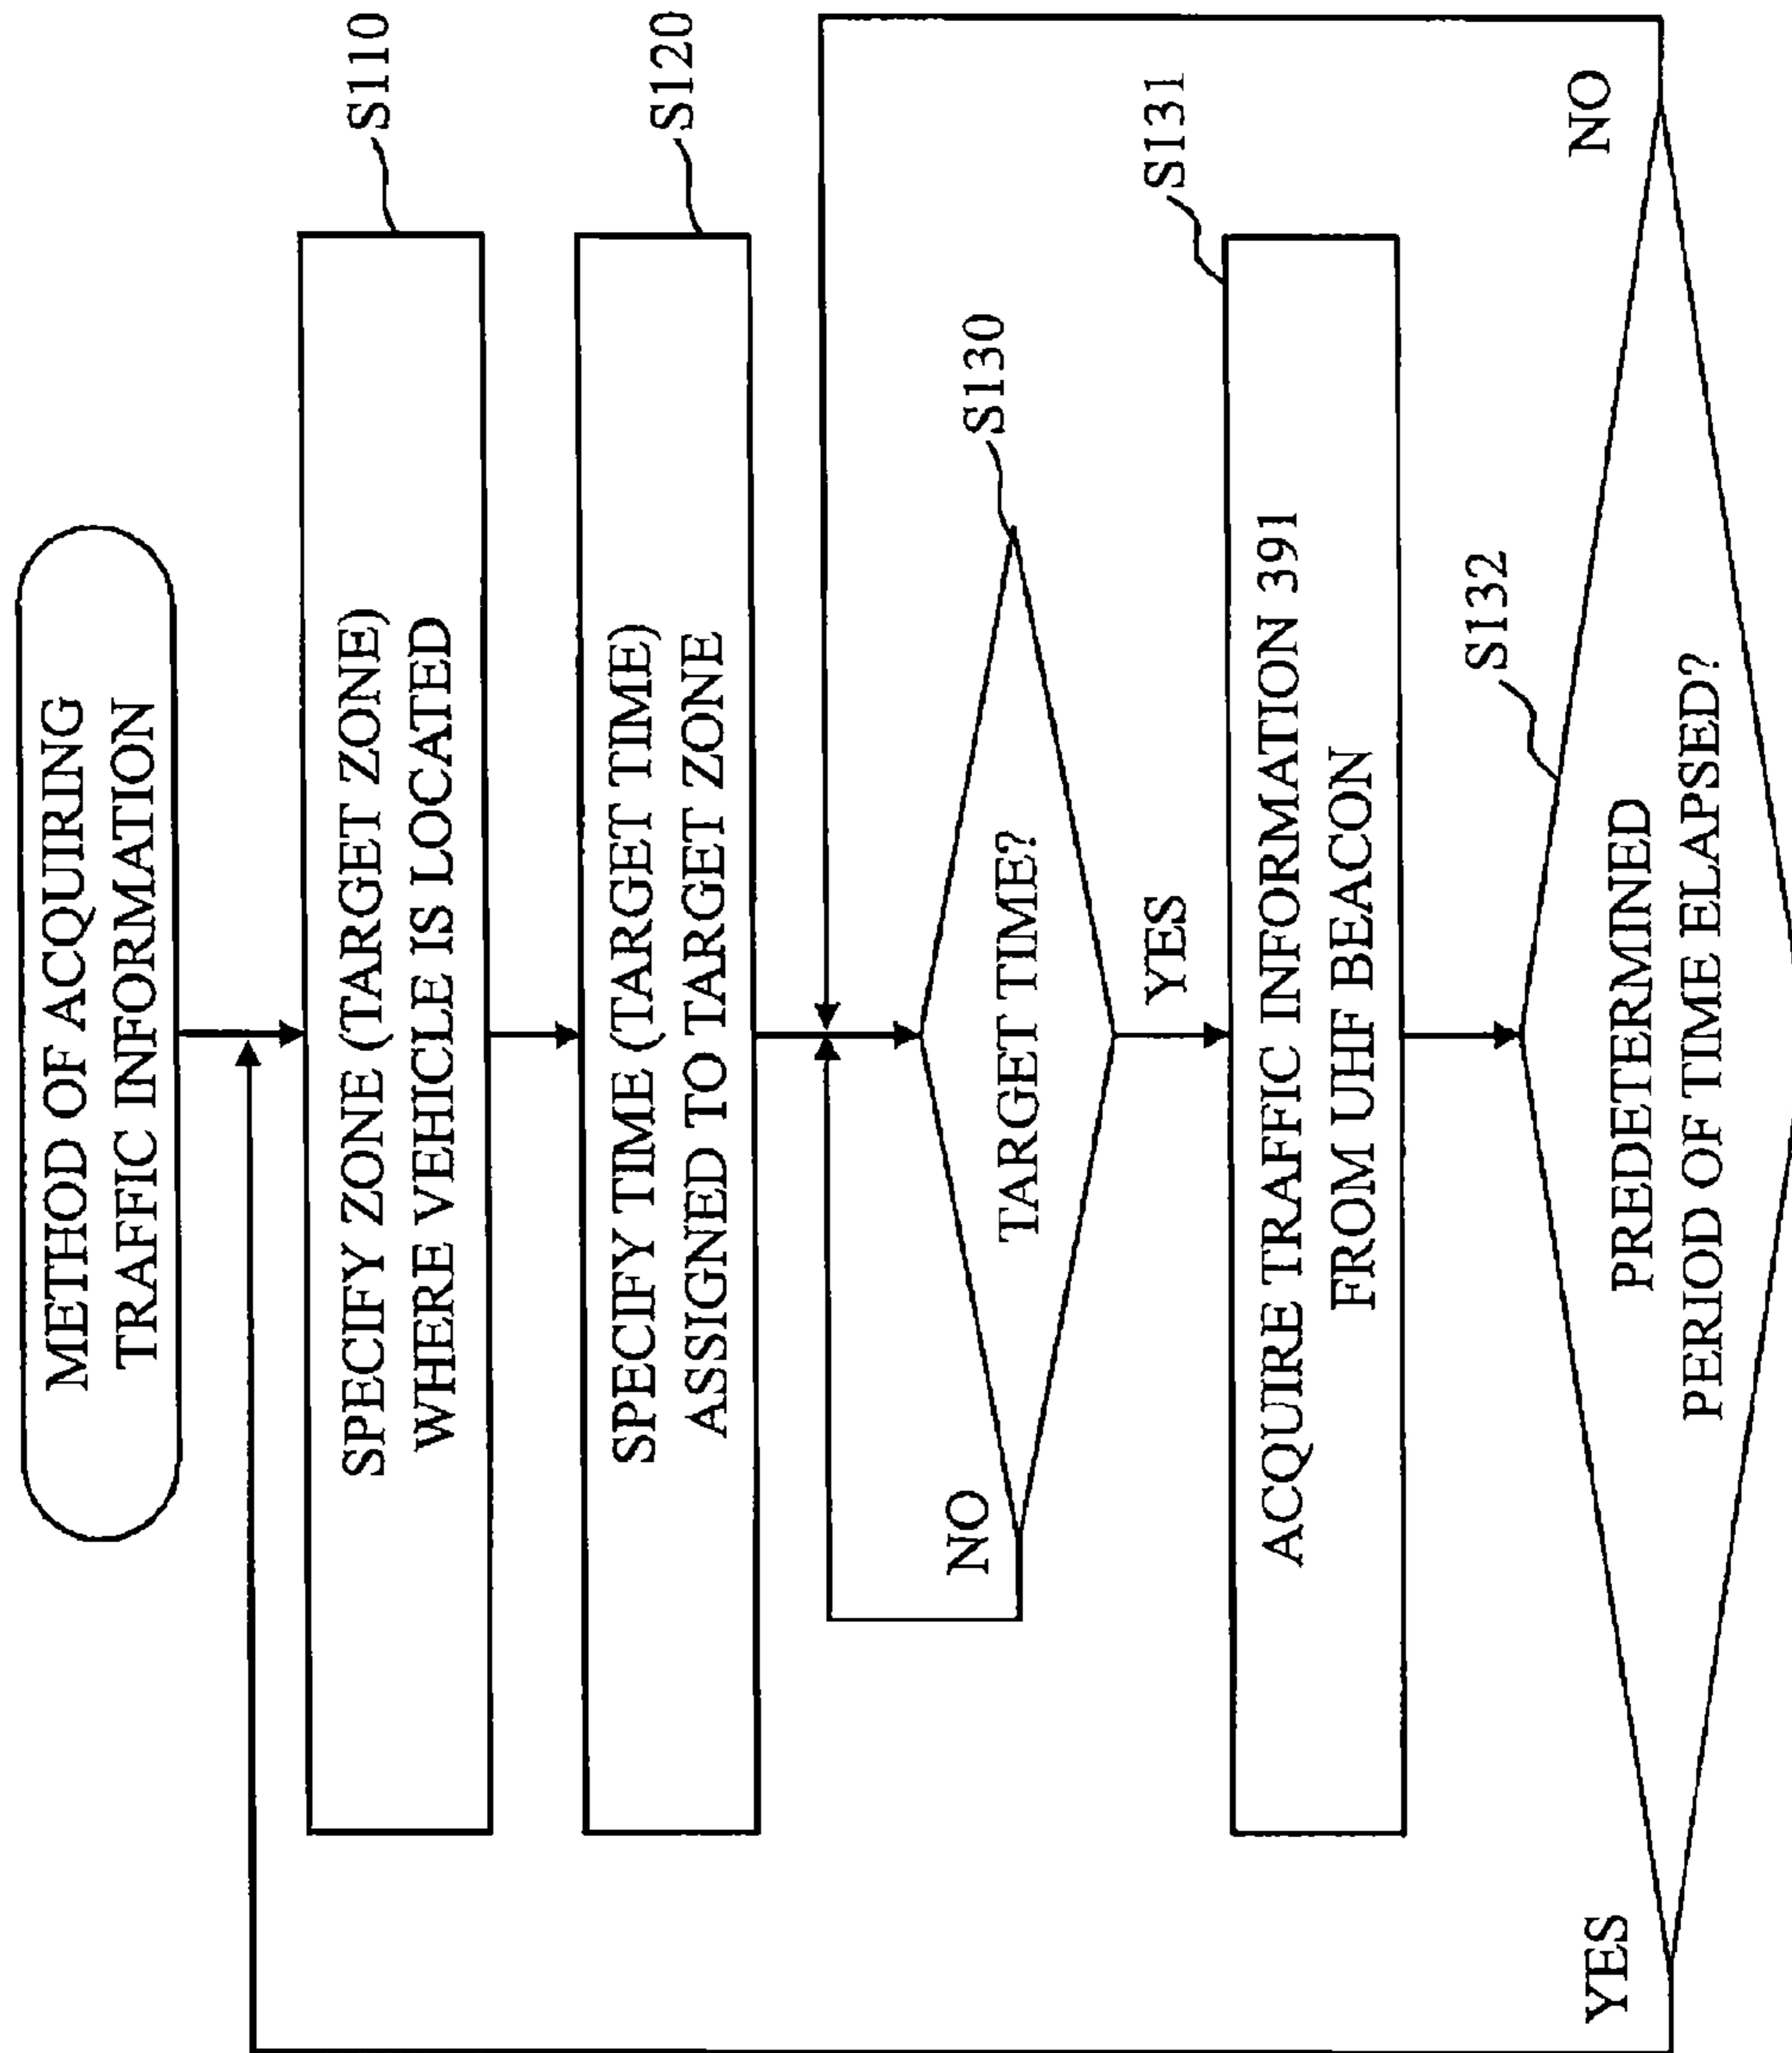 METHOD OF ACQUIRING
TRAFFIC INFORMATION
SPECIFY ZONE (TARGET ZONE)
WHERE VEHICLE IS LOCATED
S110
SPECIFY TIME (TARGET TIME)
ASSIGNED TO TARGET ZONE
S120
TARGET TIME?
S130
NO
YES
ACQUIRE TRAFFIC INFORMATION 391
FROM UHF BEACON
S131
PREDETERMINED
PERIOD OF TIME ELAPSED?
S132
YES
NO